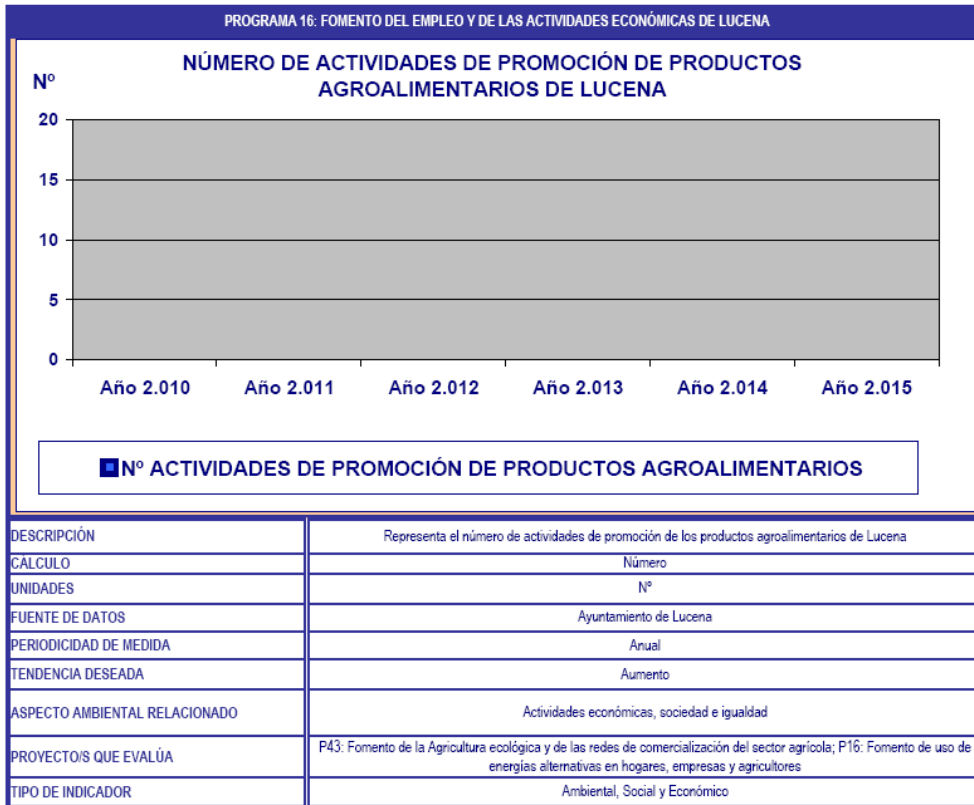 PROGRAMA 16: FOMENTO DEL EMPLEO Y DE LAS ACTIVIDADES ECONÓMICAS DE LUCENA
NÚMERO DE ACTIVIDADES DE PROMOCIÓN DE PRODUCTOS
AGROALIMENTARIOS DE LUCENA
Nº
20
15
10
5
0
Año 2.010 Año 2.011 Año 2.012 Año 2.013 Año 2.014 Año 2.015
Nº ACTIVIDADES DE PROMOCIÓN DE PRODUCTOS AGROALIMENTARIOS
DESCRIPCIÓN Representa el número de actividades de promoción de los productos agroalimentarios de Lucena
CÁLCULO Número
UNIDADES Nº
FUENTE DE DATOS Ayuntamiento de Lucena
PERIODICIDAD DE MEDIDA Anual
TENDENCIA DESEADA Aumento
ASPECTO AMBIENTAL RELACIONADO Actividades económicas, sociedad e igualdad
PROYECTO/S QUE EVALÚA P43: Fomento de la Agricultura ecológica y de las redes de comercialización del sector agrícola; P16: Fomento de uso de
energías alternativas en hogares, empresas y agricultores
TIPO DE INDICADOR Ambiental, Social y Económico